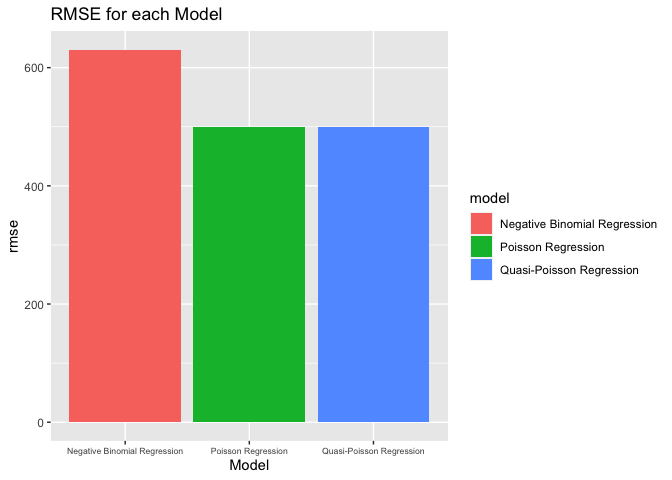 RMSE for each Model
rmse
600
400
200
0
Negative Binomial Regression
Poisson Regression
Quasi-Poisson Regression
Model
model
Negative Binomial Regression
Poisson Regression
Quasi-Poisson Regression